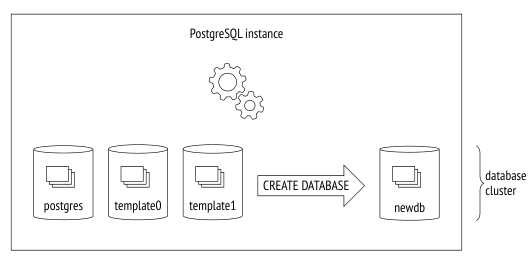 PostgreSQL instance
postgres
template0
template1
CREATE DATABASE
newdb
database
cluster